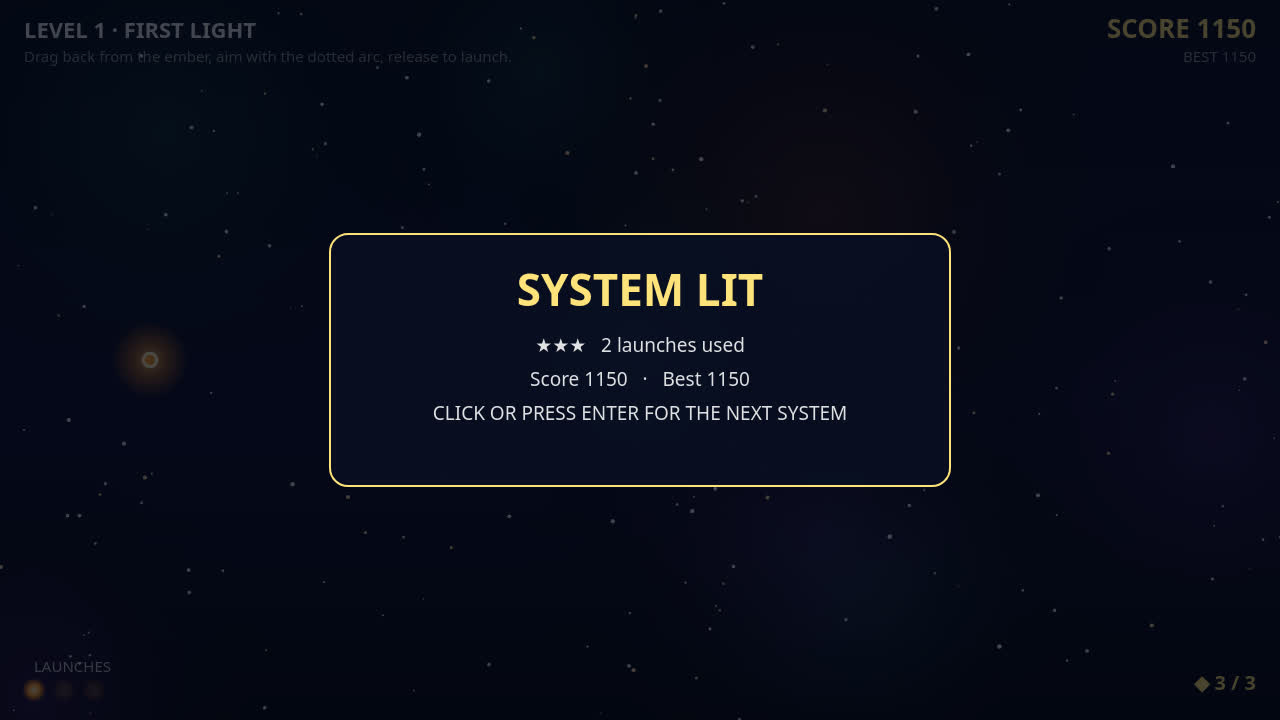 LEVEL 1 · FIRST LIGHT
Drag back from the ember, aim with the dotted arc, release to launch.
SCORE 1150
BEST 1150
SYSTEM LIT
★★★ 2 launches used
Score 1150 · Best 1150
CLICK OR PRESS ENTER FOR THE NEXT SYSTEM
LAUNCHES
◆ 3 / 3